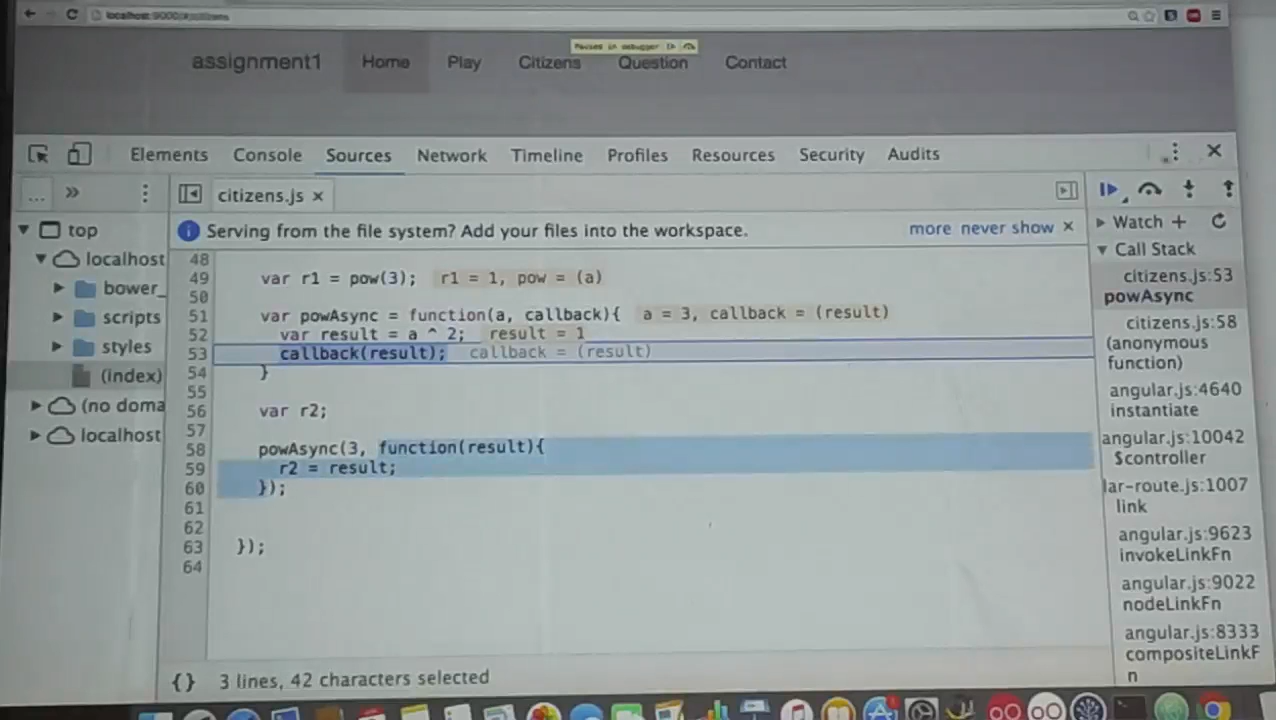 localhost:9000/#/citizens
Paused in debugger
assignment1 Home Play Citizens Question Contact
Elements Console Sources Network Timeline Profiles Resources Security Audits
... » citizens.js ×
top
localhost
bower_
scripts
styles
(index)
(no doma
localhost
Serving from the file system? Add your files into the workspace. more never show ×
48
49 var r1 = pow(3); r1 = 1, pow = (a)
50
51 var powAsync = function(a, callback){ a = 3, callback = (result)
52 var result = a ^ 2; result = 1
53 callback(result); callback = (result)
54 }
55
56 var r2;
57
58 powAsync(3, function(result){
59 r2 = result;
60 });
61
62
63 });
64
{} 3 lines, 42 characters selected
Watch
Call Stack
citizens.js:53
powAsync
citizens.js:58
(anonymous
function)
angular.js:4640
instantiate
angular.js:10042
$controller
lar-route.js:1007
link
angular.js:9623
invokeLinkFn
angular.js:9022
nodeLinkFn
angular.js:8333
compositeLinkF
n